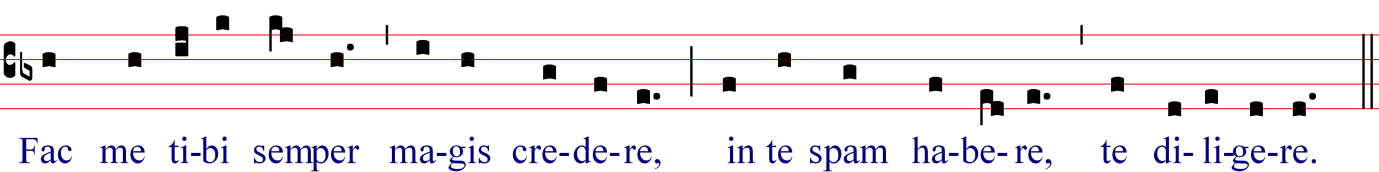 Fac me ti-bi semper ma-gis cre-de-re, in te spam ha-be-re, te di-li-ge-re.